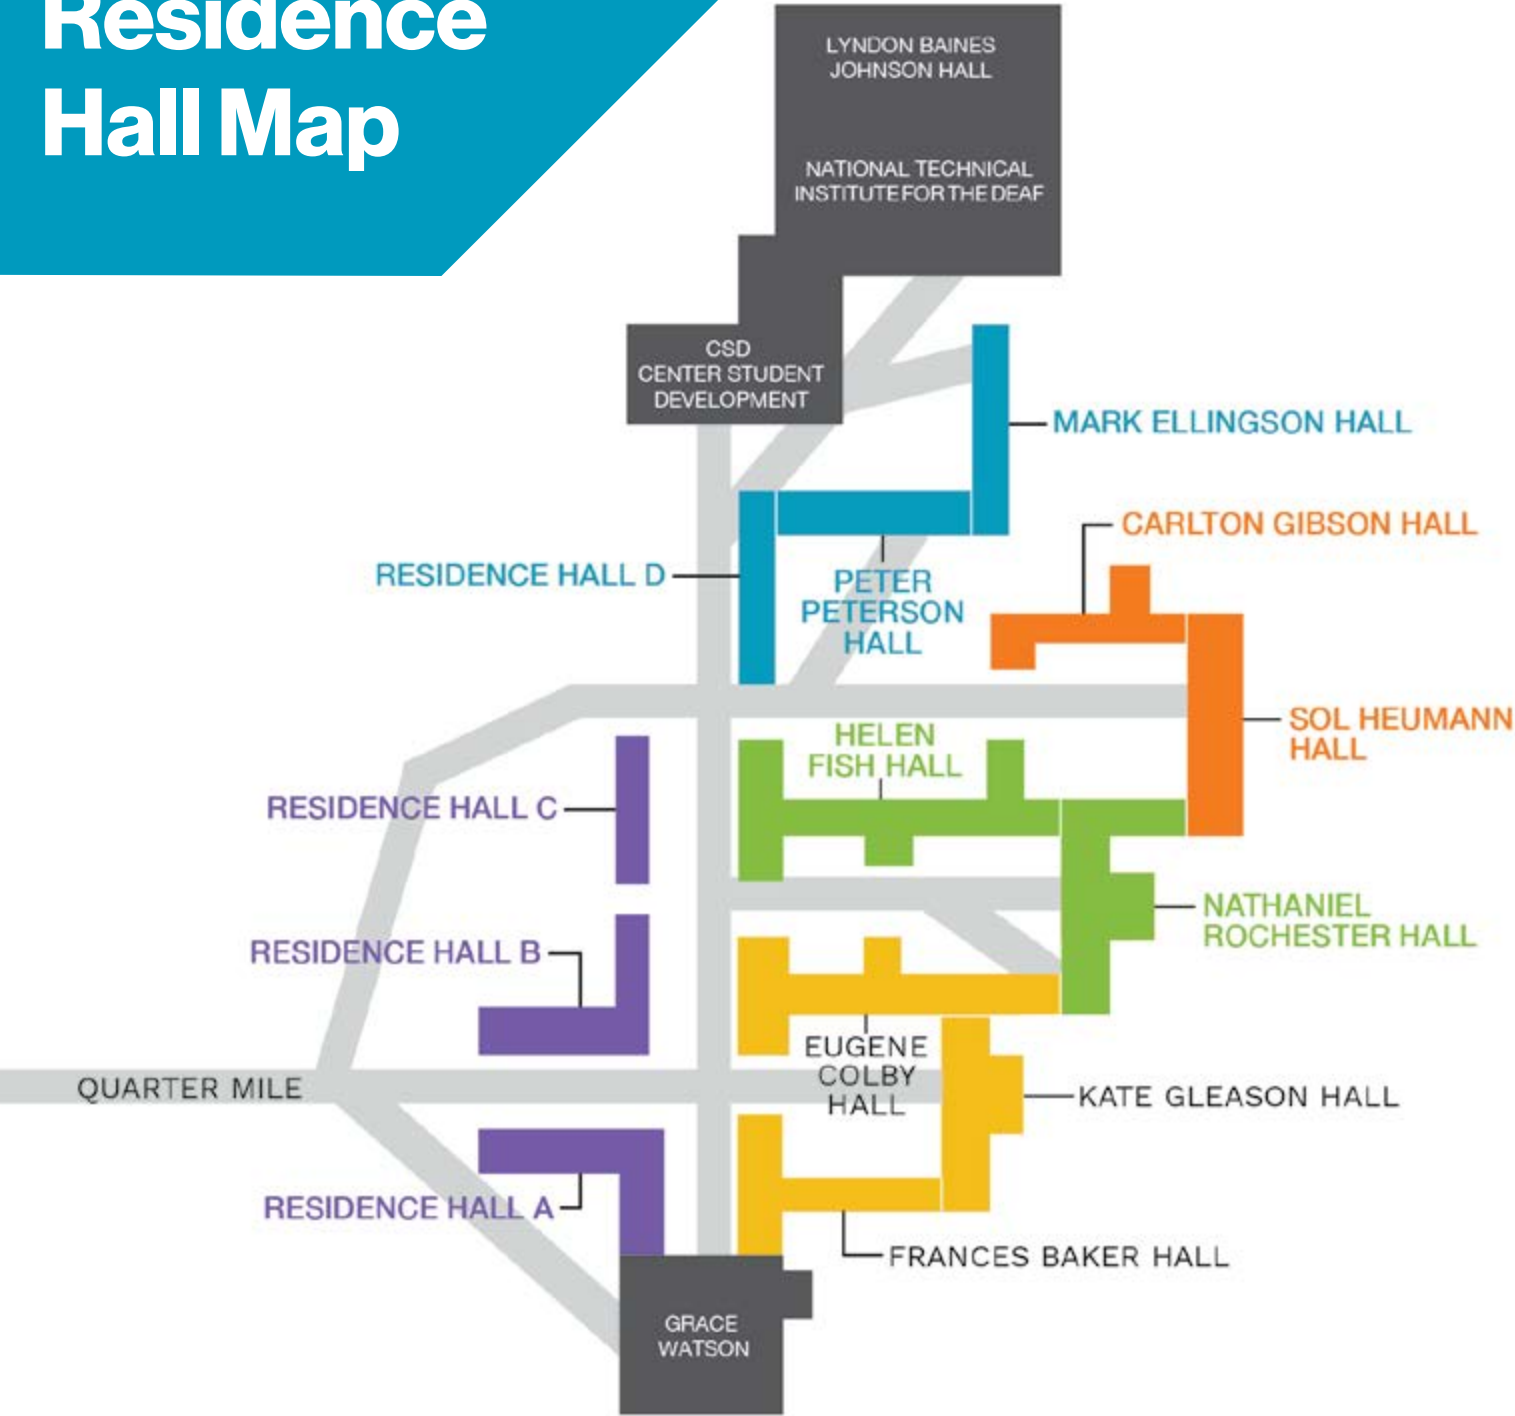 Residence
Hall Map
LYNDON BAINES
JOHNSON HALL
NATIONAL TECHNICAL
INSTITUTE FOR THE DEAF
CSD
CENTER STUDENT
DEVELOPMENT
MARK ELLINGSON HALL
CARLTON GIBSON HALL
RESIDENCE HALL D
PETER
PETERSON
HALL
SOL HEUMANN
HALL
HELEN
FISH HALL
RESIDENCE HALL C
NATHANIEL
ROCHESTER HALL
RESIDENCE HALL B
EUGENE
COLBY
HALL
QUARTER MILE
KATE GLEASON HALL
RESIDENCE HALL A
FRANCES BAKER HALL
GRACE
WATSON